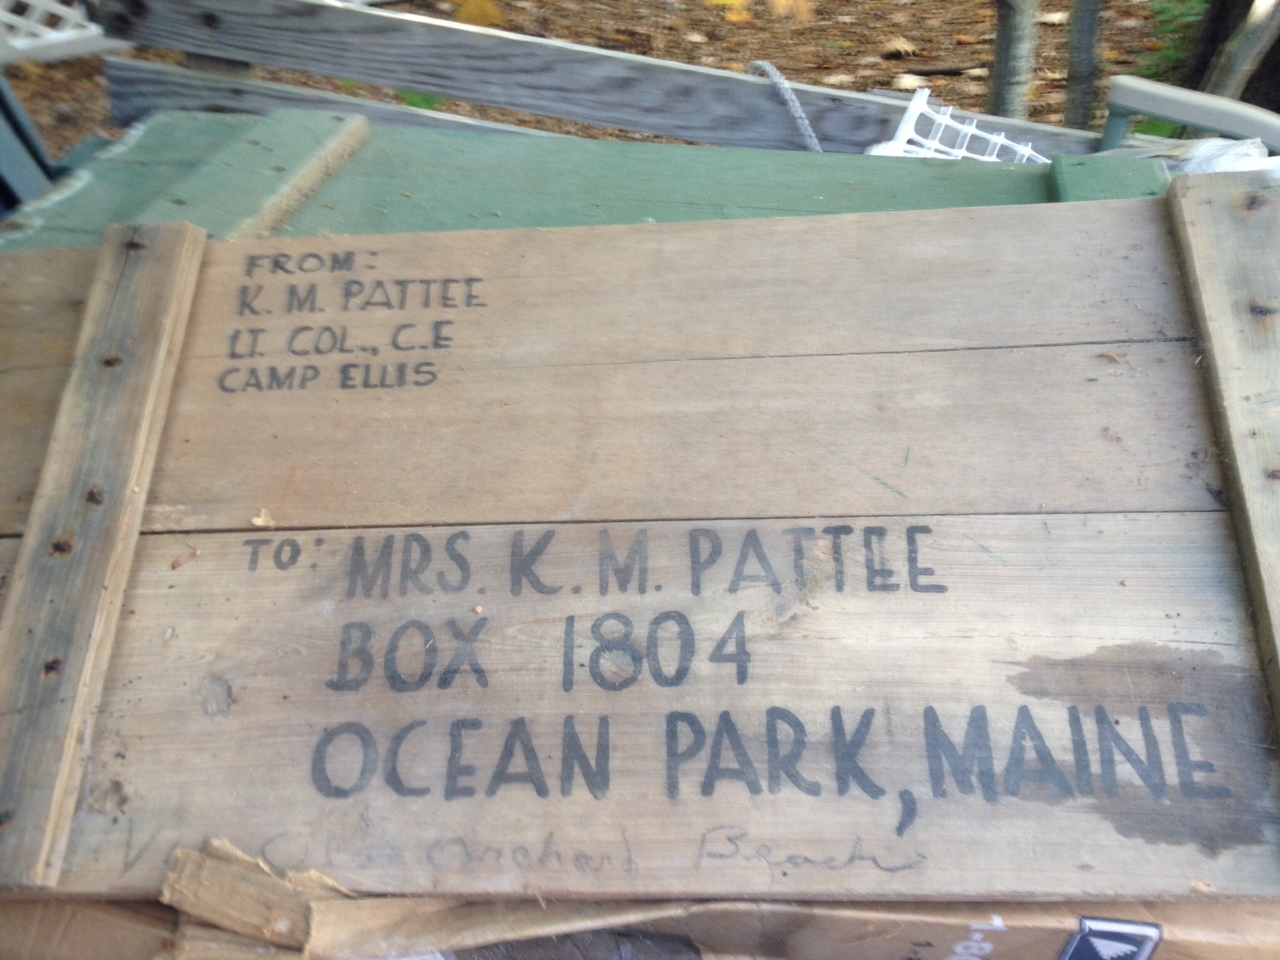 FROM:
K. M. PATTEE
LT. COL., C.E
CAMP ELLIS
TO: MRS. K. M. PATTEE
BOX 1804
OCEAN PARK, MAINE
Orchard Beach